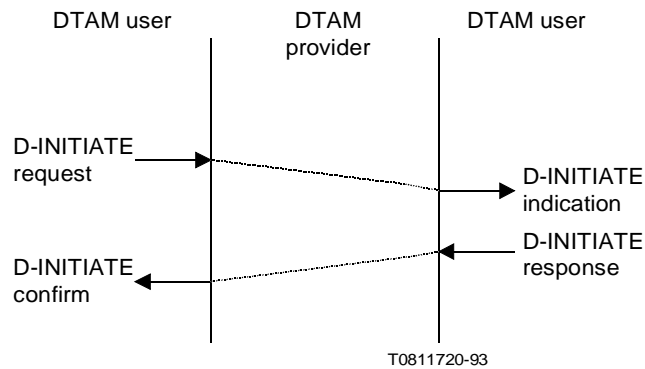 DTAM user
DTAM
provider
DTAM user
D-INITIATE
request
D-INITIATE
indication
D-INITIATE
response
D-INITIATE
confirm
T0811720-93